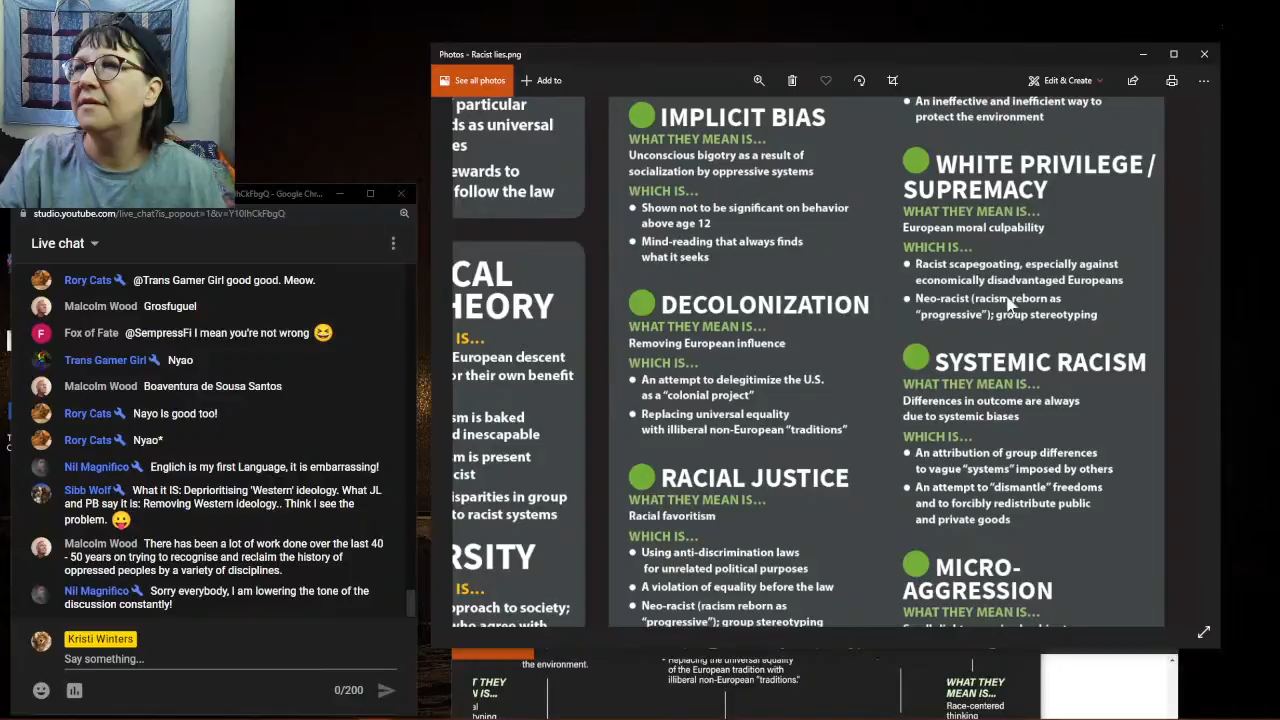 Photos - Racist lies.png
See all photos
Add to
Edit & Create
particular
ds as universal
es
ewards to
follow the law
CAL
HEORY
IS...
European descent
or their own benefit
sm is baked
d inescapable
sm is present
cist
isparities in group
to racist systems
RSITY
IS...
pproach to society;
who agree with
IMPLICIT BIAS
WHAT THEY MEAN IS...
Unconscious bigotry as a result of
socialization by oppressive systems
WHICH IS...
• Shown not to be significant on behavior
above age 12
• Mind-reading that always finds
what it seeks
DECOLONIZATION
WHAT THEY MEAN IS...
Removing European influence
WHICH IS...
• An attempt to delegitimize the U.S.
as a “colonial project”
• Replacing universal equality
with illiberal non-European “traditions”
RACIAL JUSTICE
WHAT THEY MEAN IS...
Racial favoritism
WHICH IS...
• Using anti-discrimination laws
for unrelated political purposes
• A violation of equality before the law
• Neo-racist (racism reborn as
“progressive”); group stereotyping
• An ineffective and inefficient way to
protect the environment
WHITE PRIVILEGE /
SUPREMACY
WHAT THEY MEAN IS...
European moral culpability
WHICH IS...
• Racist scapegoating, especially against
economically disadvantaged Europeans
• Neo-racist (racism reborn as
“progressive”); group stereotyping
SYSTEMIC RACISM
WHAT THEY MEAN IS...
Differences in outcome are always
due to systemic biases
WHICH IS...
• An attribution of group differences
to vague “systems” imposed by others
• An attempt to “dismantle” freedoms
and to forcibly redistribute public
and private goods
MICRO-
AGGRESSION
WHAT THEY MEAN IS...
lhCkFbgQ - Google Chr...
studio.youtube.com/live_chat?is_popout=1&v=Y10IhCkFbgQ
Live chat
Rory Cats @Trans Gamer Girl good good. Meow.
Malcolm Wood Grosfuguel
F Fox of Fate @SempressFi I mean you're not wrong 😆
Trans Gamer Girl Nyao
Malcolm Wood Boaventura de Sousa Santos
Rory Cats Nayo is good too!
Rory Cats Nyao*
Nil Magnifico Englich is my first Language, it is embarrassing!
Sibb Wolf What it IS: Deprioritising 'Western' ideology. What JL
and PB say It is: Removing Western ideology.. Think I see the
problem. 😛
Malcolm Wood There has been a lot of work done over the last 40
- 50 years on trying to recognise and reclaim the history of
oppressed peoples by a variety of disciplines.
Nil Magnifico Sorry everybody, I am lowering the tone of the
discussion constantly!
Kristi Winters
Say something...
0/200
the environment.
Replacing the universal equality
of the European tradition with
illiberal non-European “traditions.”
WHAT THEY
MEAN IS...
WHAT THEY
MEAN IS...
Race-centered
thinking